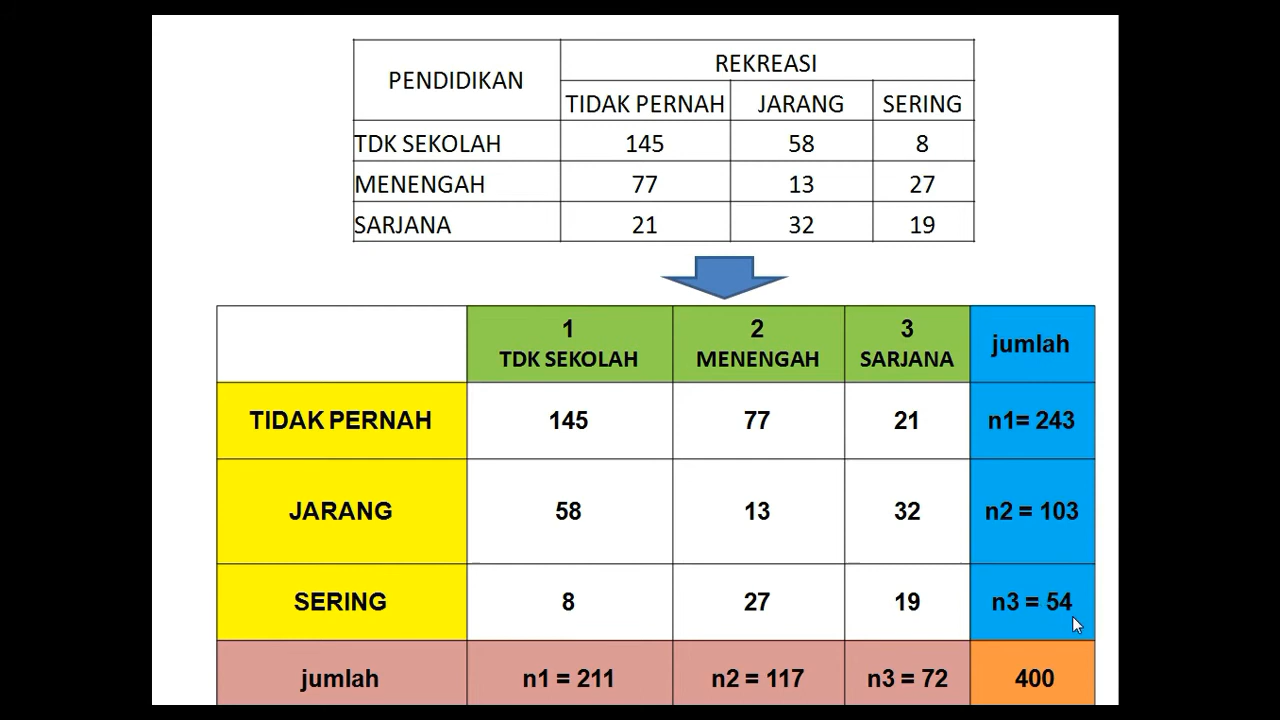 PENDIDIKAN REKREASI
TIDAK PERNAH JARANG SERING
TDK SEKOLAH 145 58 8
MENENGAH 77 13 27
SARJANA 21 32 19
1 2 3 jumlah
TDK SEKOLAH MENENGAH SARJANA
TIDAK PERNAH 145 77 21 n1= 243
JARANG 58 13 32 n2 = 103
SERING 8 27 19 n3 = 54
jumlah n1 = 211 n2 = 117 n3 = 72 400